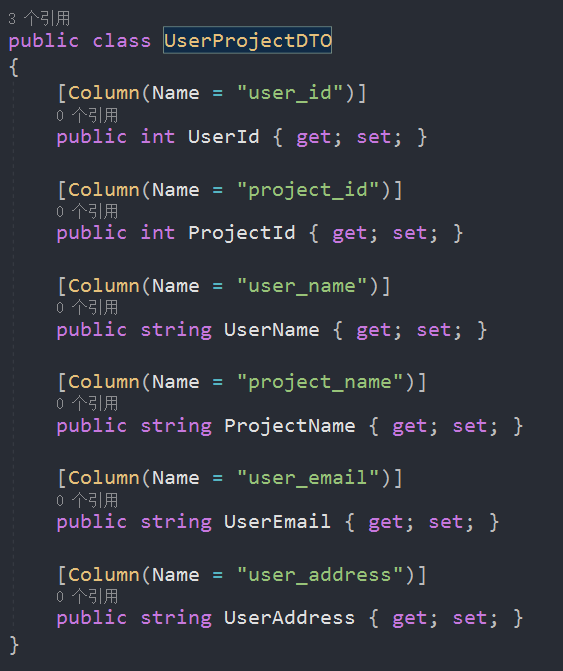 3 个引用
public class UserProjectDTO
{
[Column(Name = "user_id")]
0 个引用
public int UserId { get; set; }
[Column(Name = "project_id")]
0 个引用
public int ProjectId { get; set; }
[Column(Name = "user_name")]
0 个引用
public string UserName { get; set; }
[Column(Name = "project_name")]
0 个引用
public string ProjectName { get; set; }
[Column(Name = "user_email")]
0 个引用
public string UserEmail { get; set; }
[Column(Name = "user_address")]
0 个引用
public string UserAddress { get; set; }
}